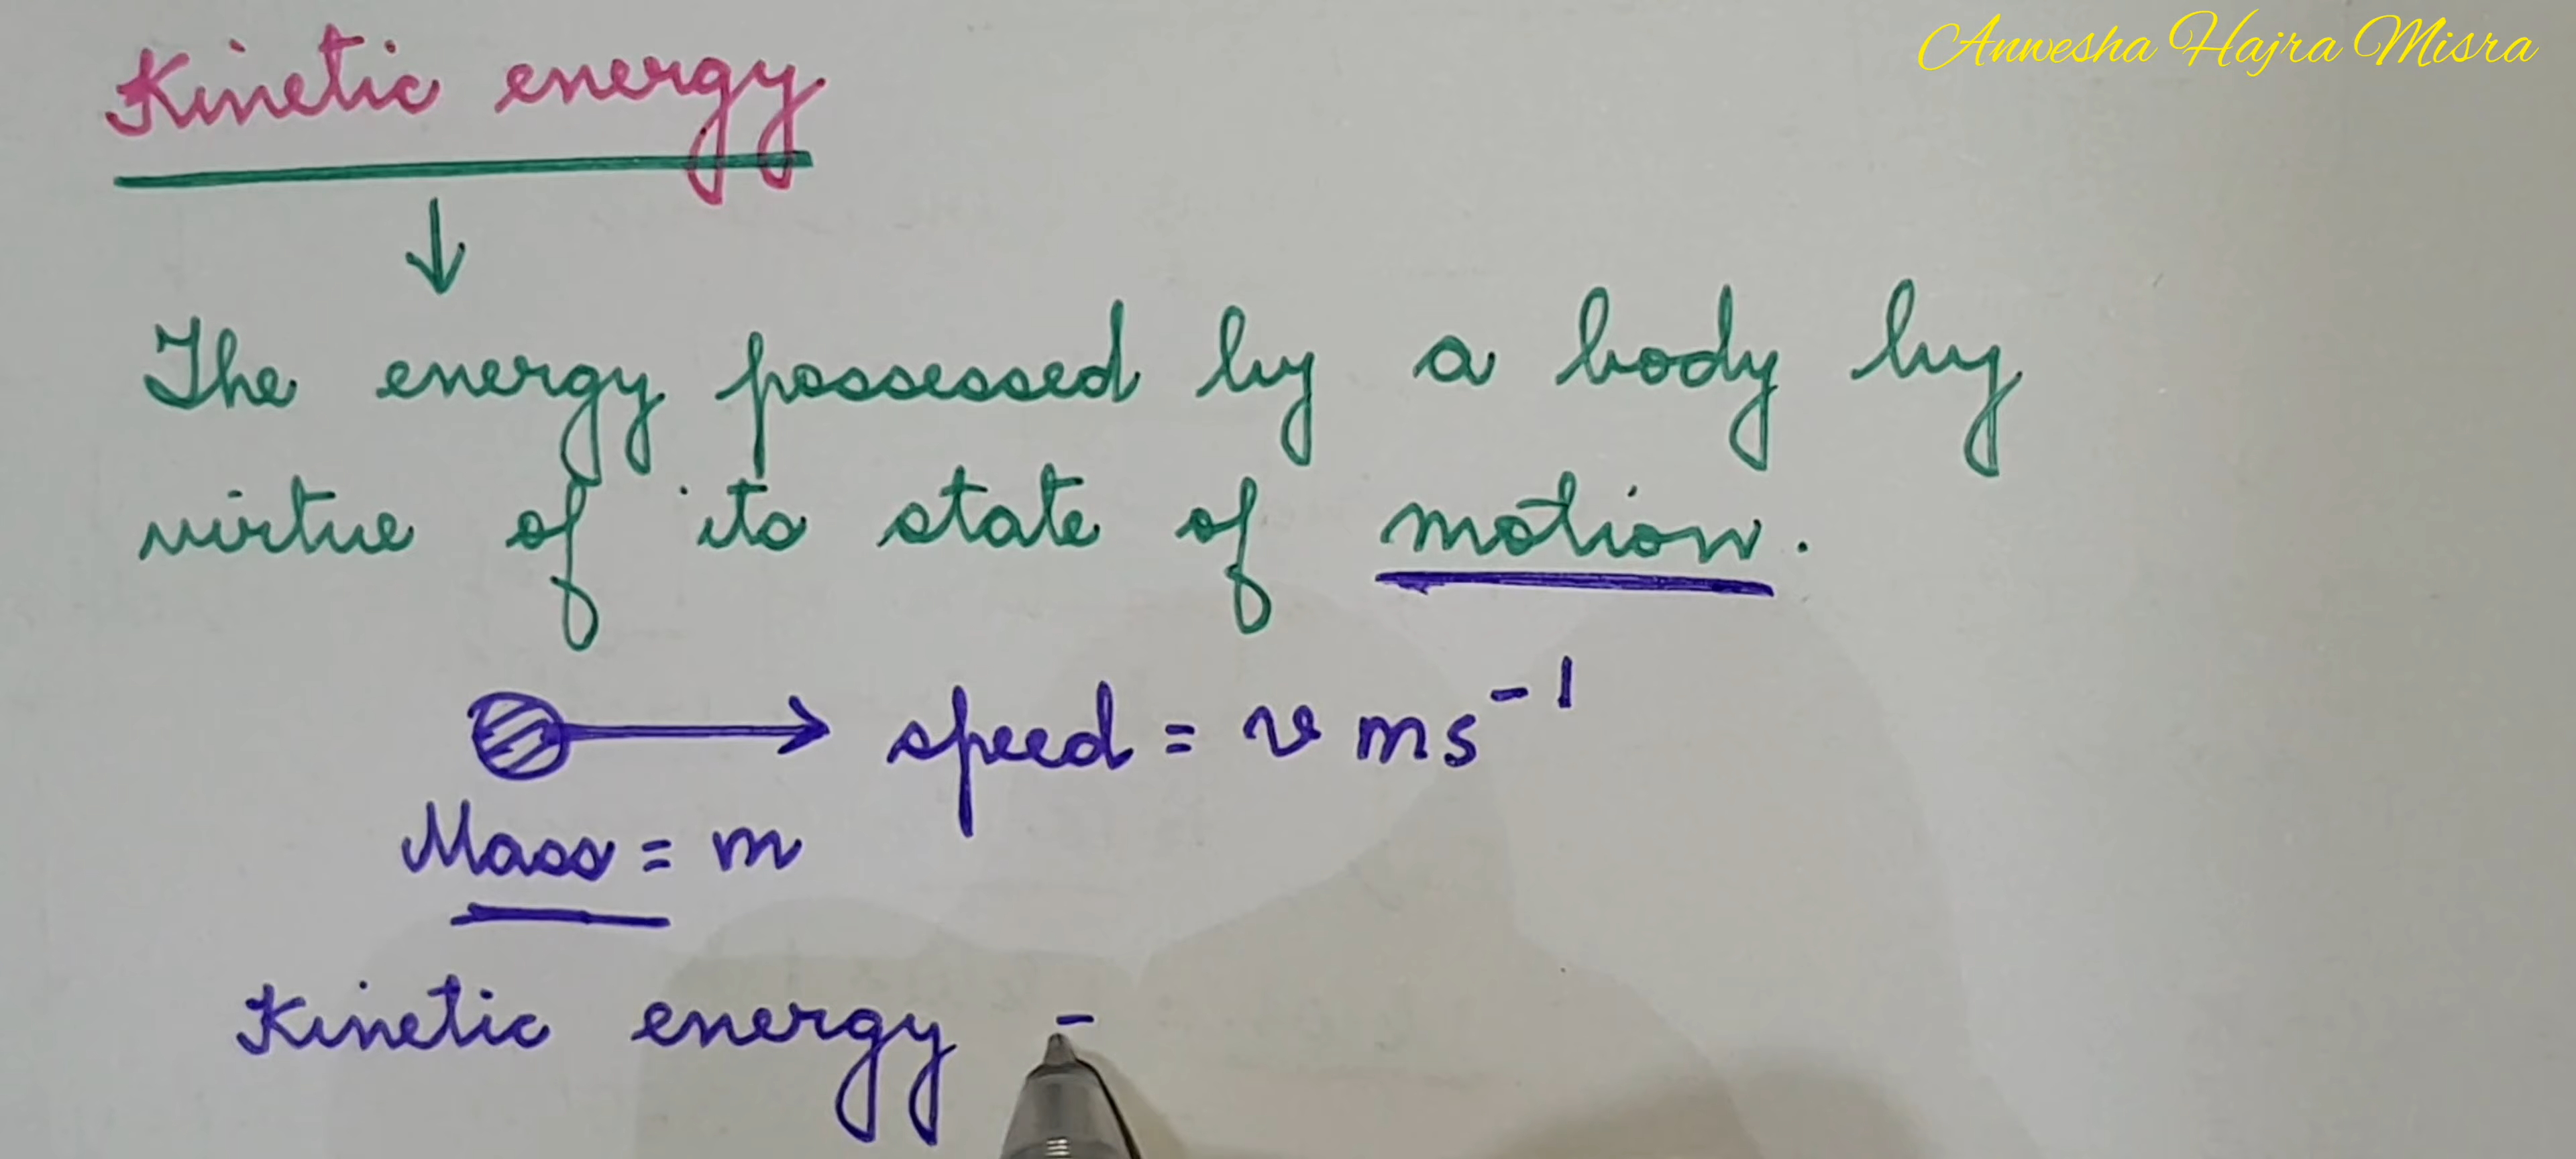 Anwesha Hajra Misra
Kinetic energy
The energy possessed by a body by
virtue of its state of motion.
speed = v ms⁻¹
Mass = m
Kinetic energy -